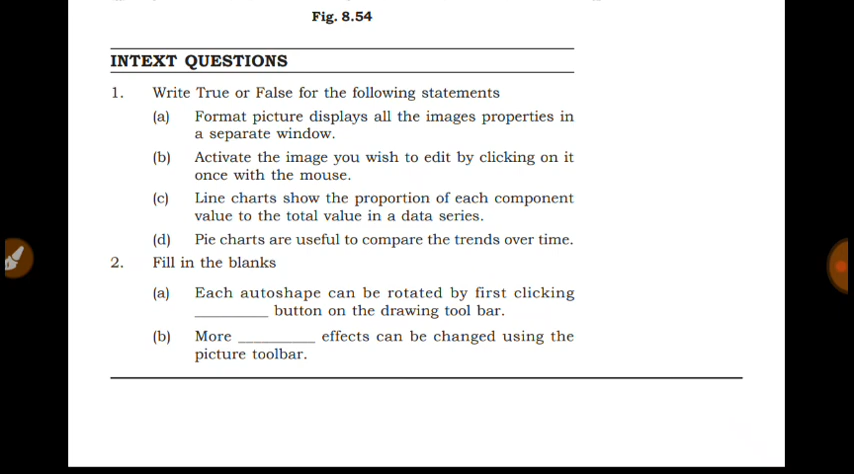 Fig. 8.54
INTEXT QUESTIONS
1. Write True or False for the following statements
(a) Format picture displays all the images properties in
a separate window.
(b) Activate the image you wish to edit by clicking on it
once with the mouse.
(c) Line charts show the proportion of each component
value to the total value in a data series.
(d) Pie charts are useful to compare the trends over time.
2. Fill in the blanks
(a) Each autoshape can be rotated by first clicking
_________ button on the drawing tool bar.
(b) More _________ effects can be changed using the
picture toolbar.